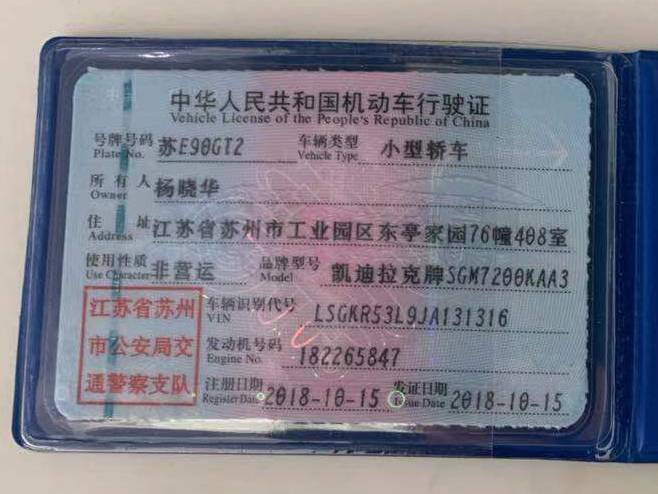 中华人民共和国机动车行驶证
Vehicle License of the People's Republic of China
号牌号码 苏E90GT2 车辆类型 小型轿车
Plate No. Vehicle Type
所有人 杨晓华
Owner
住址 江苏省苏州市工业园区东亭家园76幢408室
Address
使用性质 非营运 品牌型号 凯迪拉克牌SGM7200KAA3
Use Character Model
江苏省苏州
市公安局交
通警察支队
车辆识别代号 LSGKR53L9JA131316
VIN
发动机号码 182265847
Engine No.
注册日期 2018-10-15 发证日期 2018-10-15
Register Date Issue Date